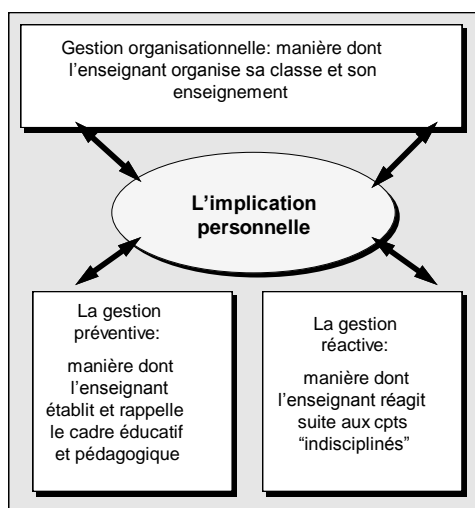 Gestion organisationnelle: manière dont
l’enseignant organise sa classe et son
enseignement
L’implication
personnelle
La gestion
préventive:
manière dont
l’enseignant
établit et rappelle
le cadre éducatif
et pédagogique
La gestion
réactive:
manière dont
l’enseignant réagit
suite aux cpts
“indisciplinés”